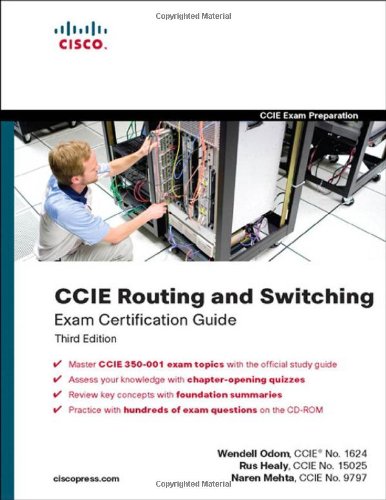 Copyrighted Material
CISCO.
CCIE Exam Preparation
CCIE Routing and Switching
Exam Certification Guide
Third Edition
Master CCIE 350-001 exam topics with the official study guide
Assess your knowledge with chapter-opening quizzes
Review key concepts with foundation summaries
Practice with hundreds of exam questions on the CD-ROM
Wendell Odom, CCIE® No. 1624
Rus Healy, CCIE No. 15025
ciscopress.com
Naren Mehta, CCIE No. 9797
Copyrighted Material